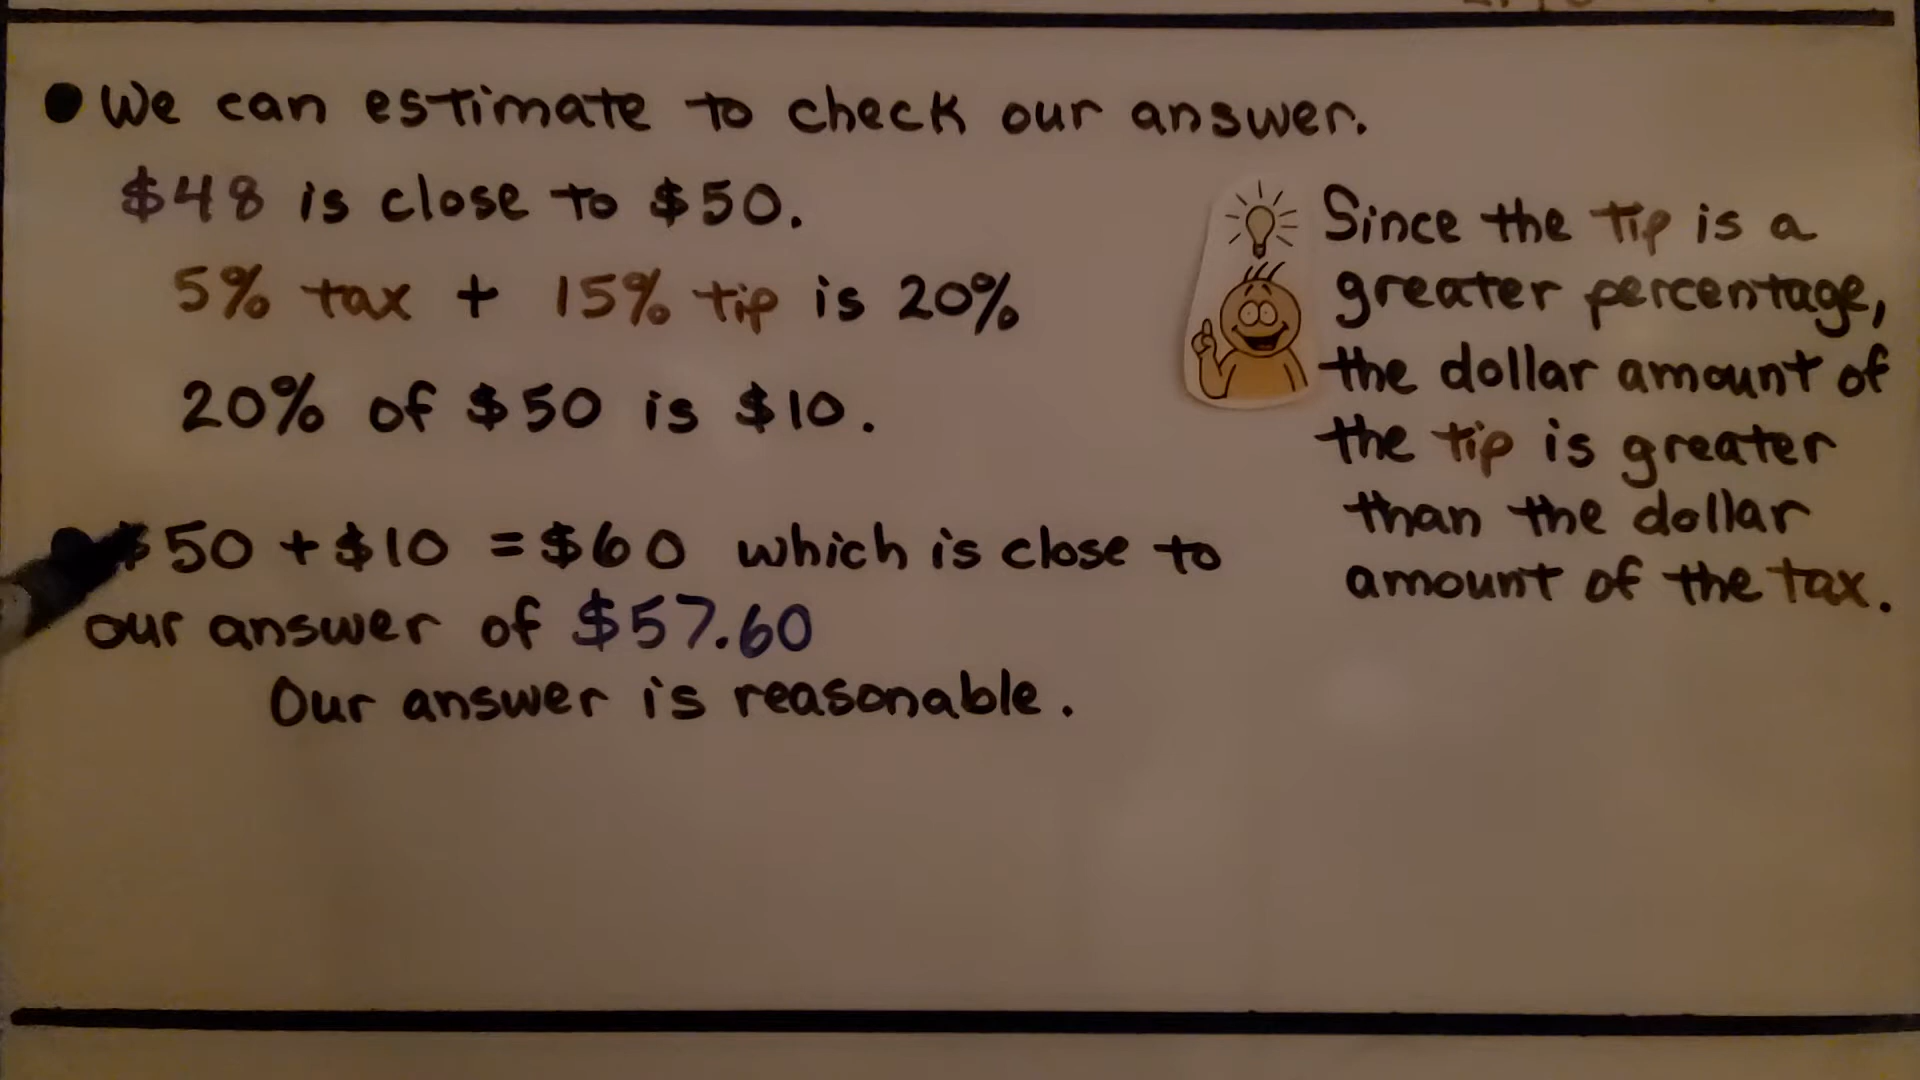 We can estimate to check our answer.
$48 is close to $50.
5% tax + 15% tip is 20%
20% of $50 is $10.
$50 + $10 = $60 which is close to
our answer of $57.60
Our answer is reasonable.
Since the tip is a
greater percentage,
the dollar amount of
the tip is greater
than the dollar
amount of the tax.